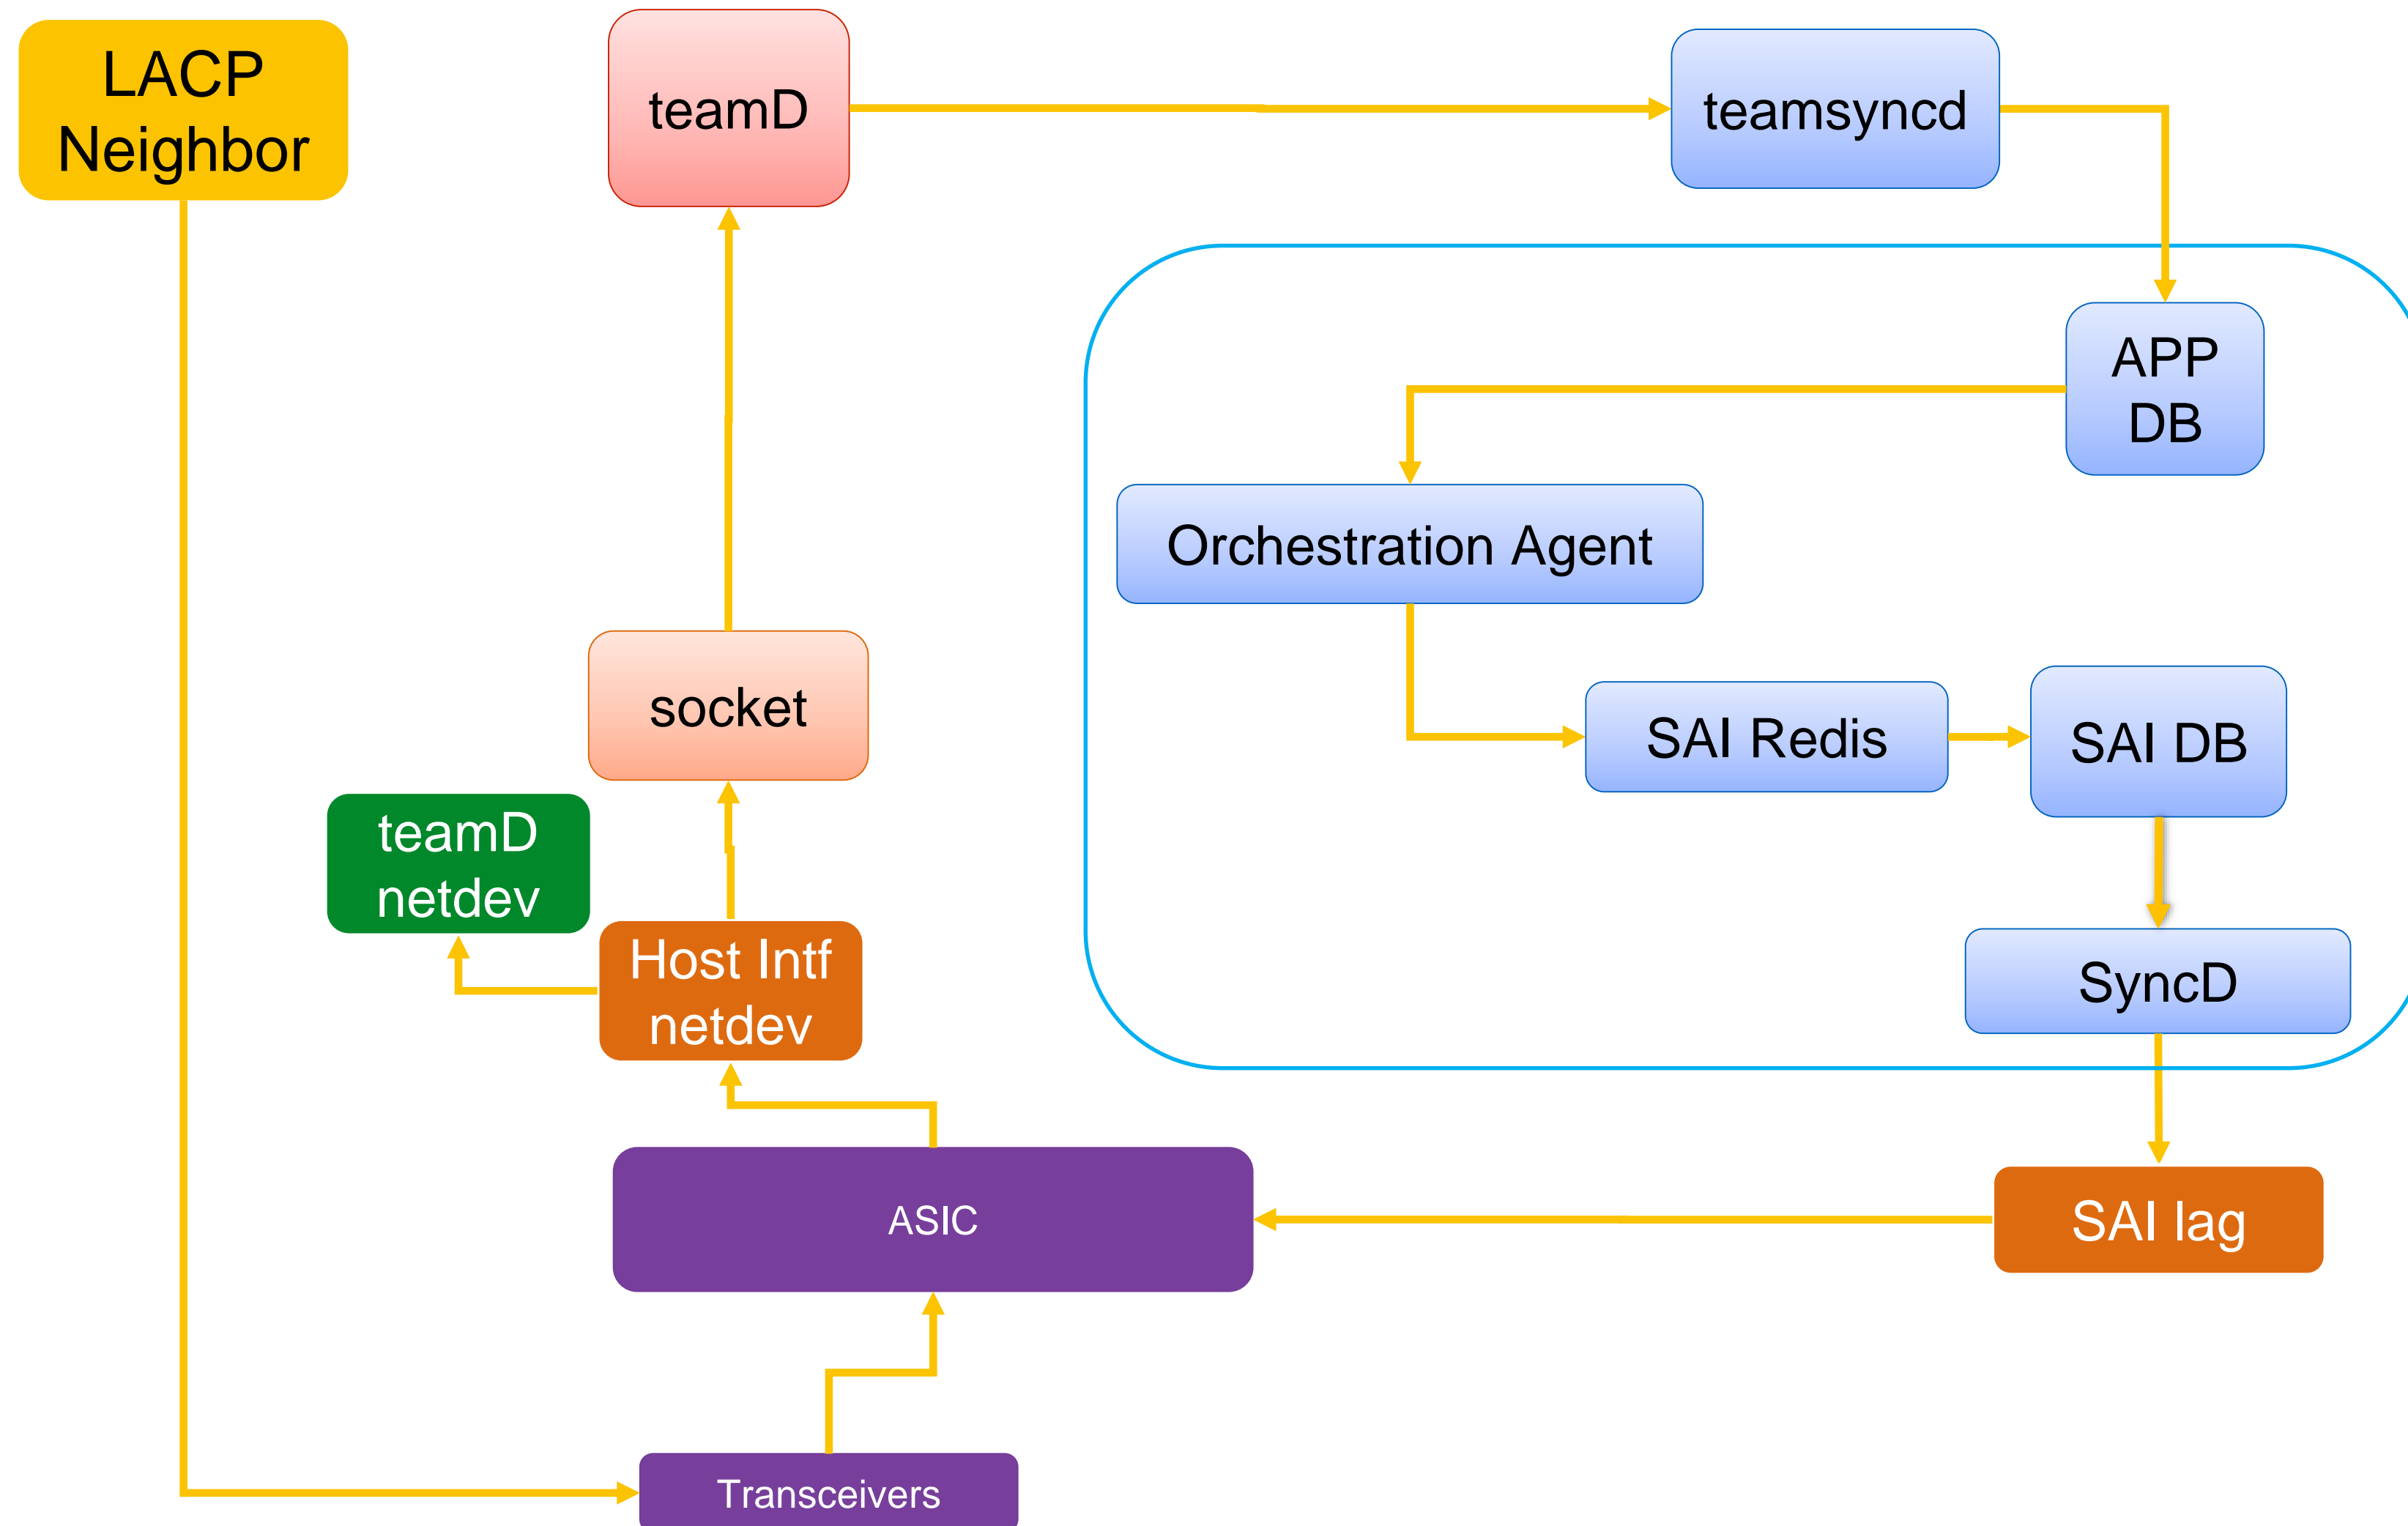 LACP
Neighbor
teamD
teamsyncd
APP
DB
Orchestration Agent
socket
SAI Redis
SAI DB
teamD
netdev
Host Intf
netdev
SyncD
ASIC
SAI lag
Transceivers